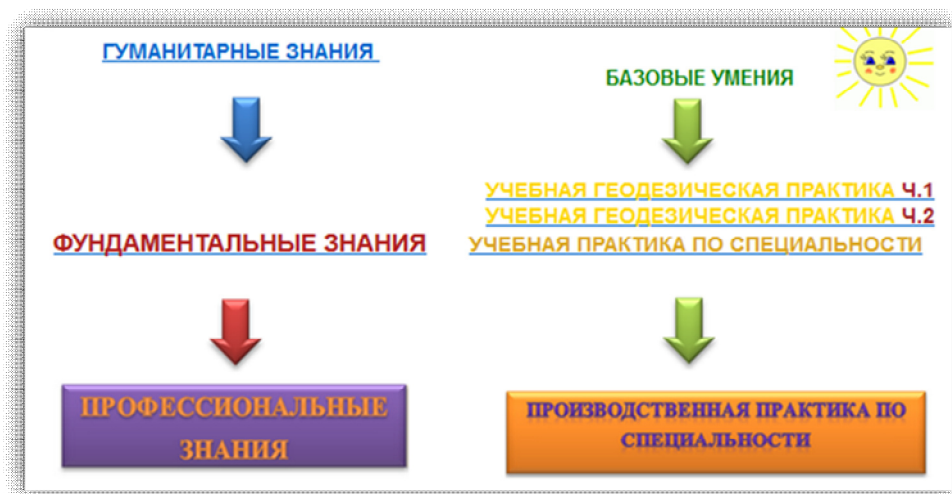 ГУМАНИТАРНЫЕ ЗНАНИЯ
ФУНДАМЕНТАЛЬНЫЕ ЗНАНИЯ
ПРОФЕССИОНАЛЬНЫЕ
ЗНАНИЯ
БАЗОВЫЕ УМЕНИЯ
УЧЕБНАЯ ГЕОДЕЗИЧЕСКАЯ ПРАКТИКА Ч.1
УЧЕБНАЯ ГЕОДЕЗИЧЕСКАЯ ПРАКТИКА Ч.2
УЧЕБНАЯ ПРАКТИКА ПО СПЕЦИАЛЬНОСТИ
ПРОИЗВОДСТВЕННАЯ ПРАКТИКА ПО
СПЕЦИАЛЬНОСТИ